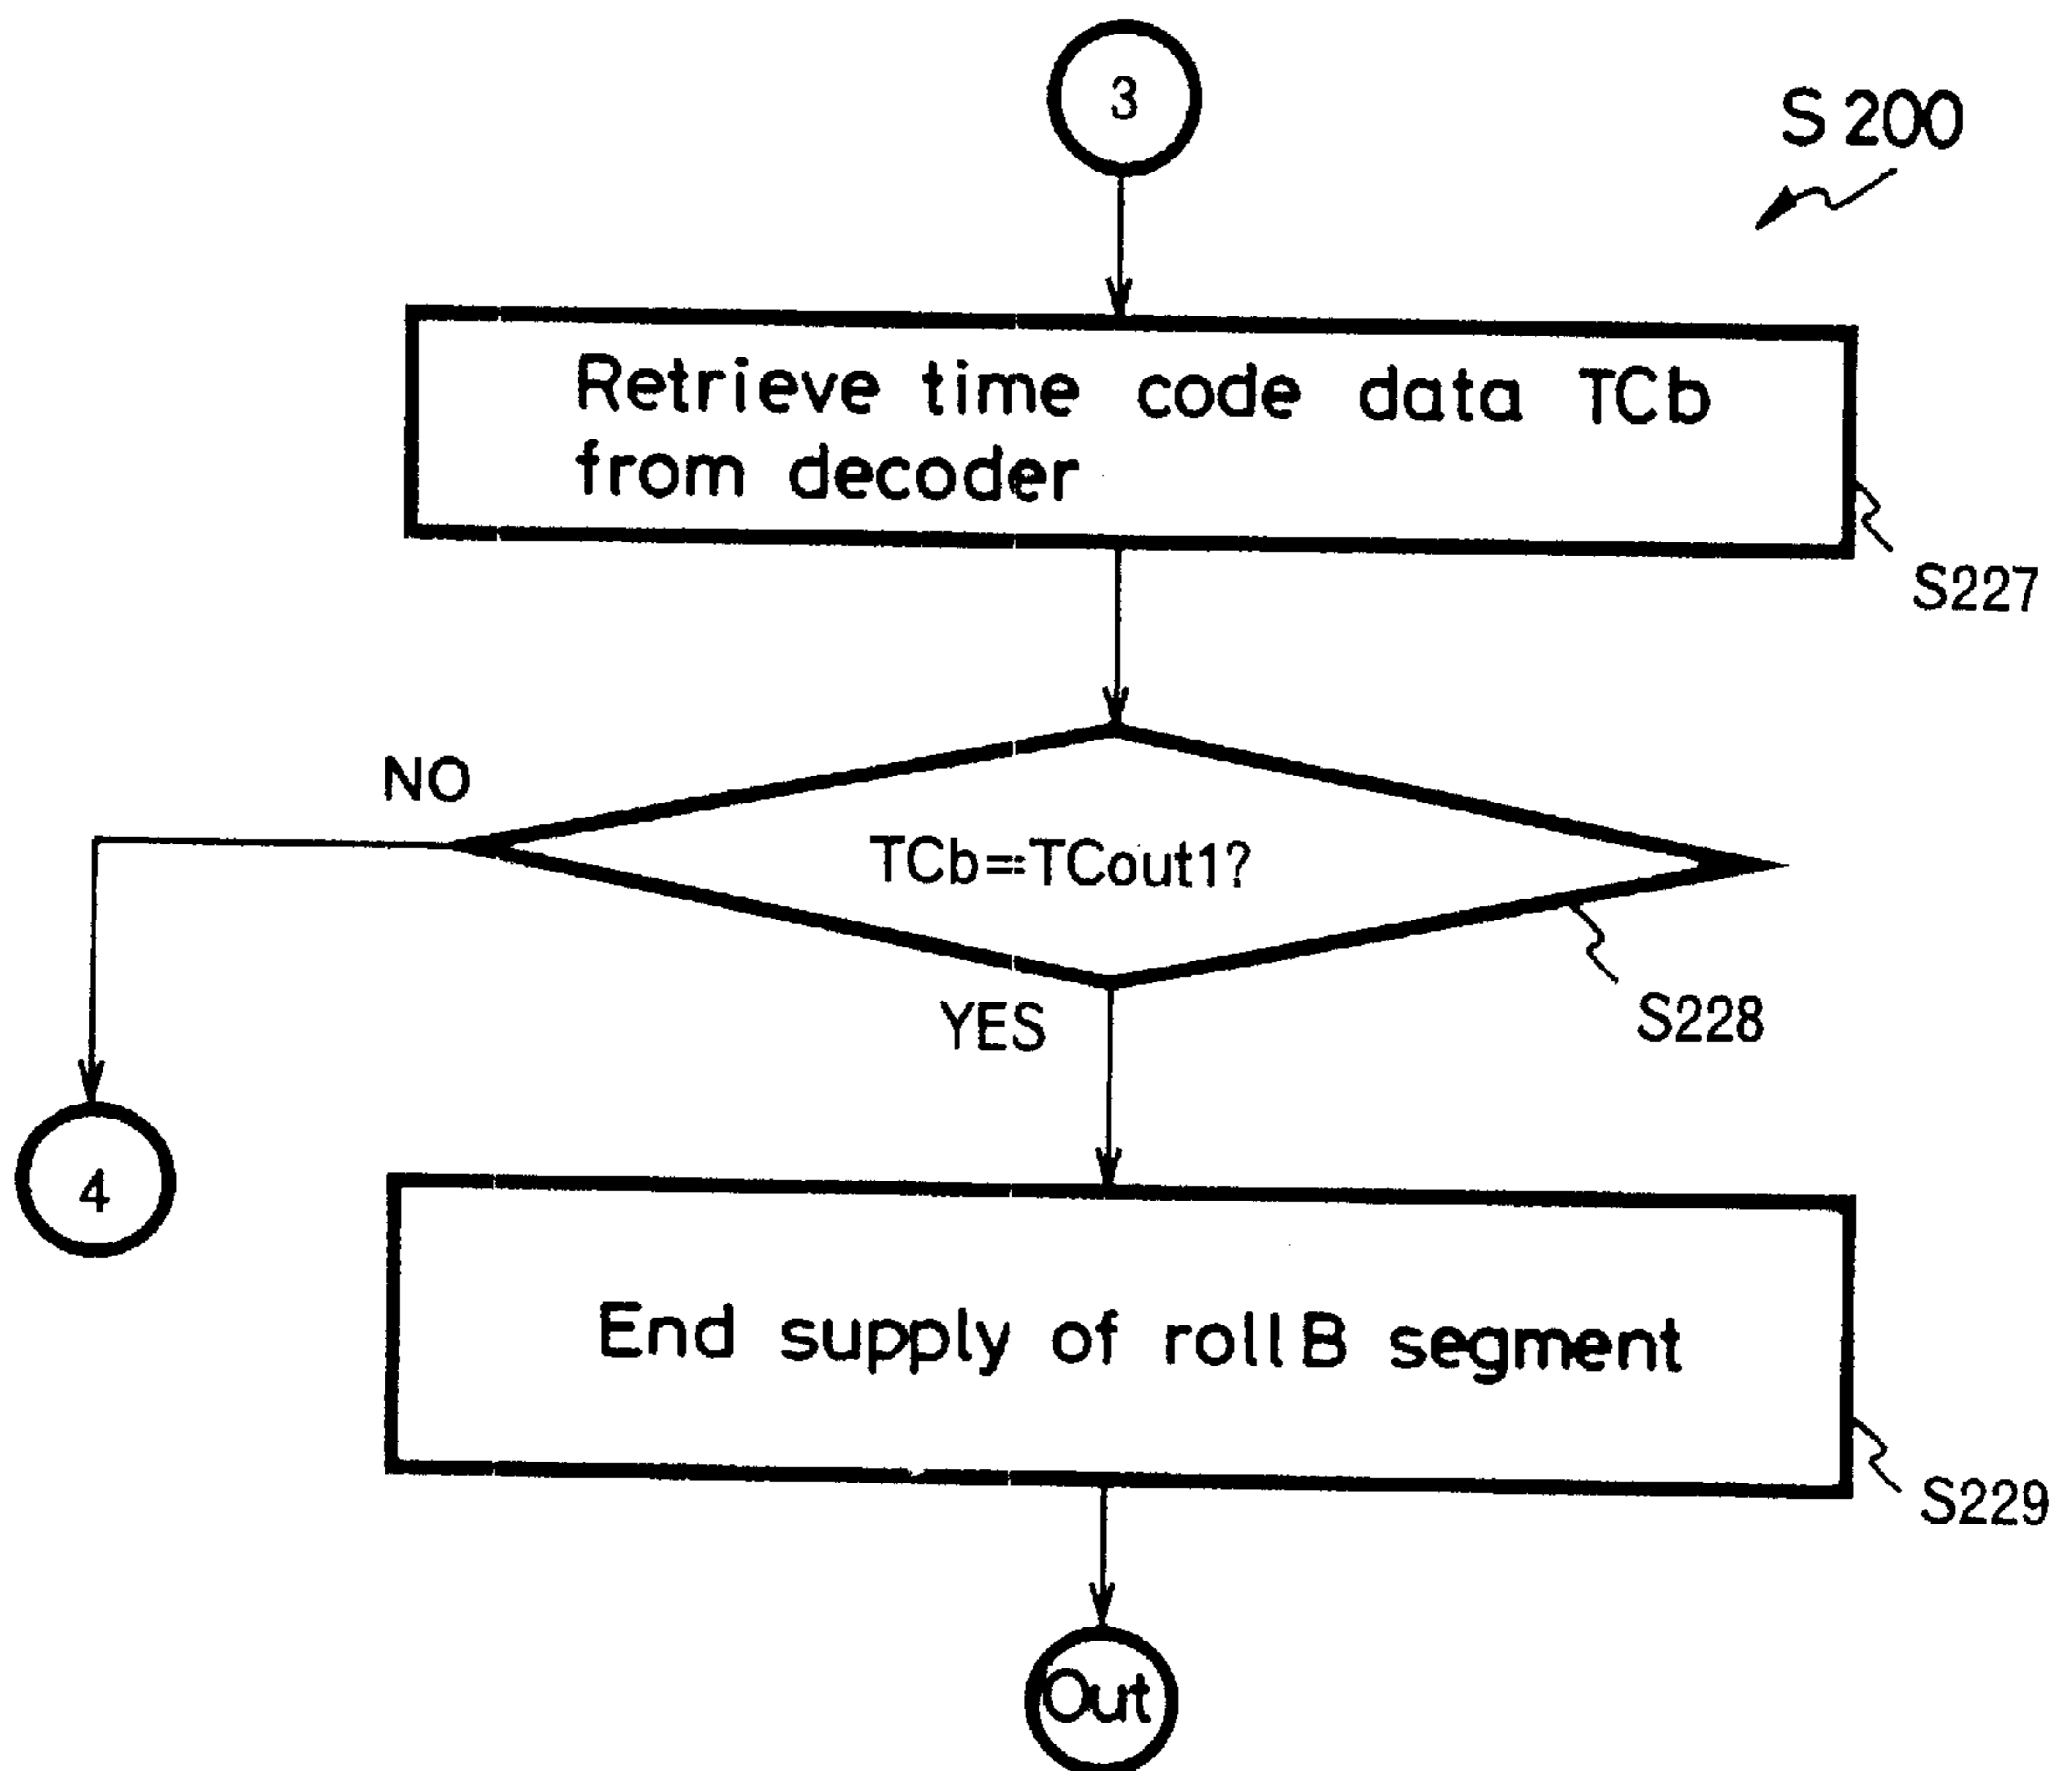 3
S 200
Retrieve time code data TCb
from decoder
S227
NO
TCb==TCout1?
YES
S228
4
End supply of roll B segment
S229
Out